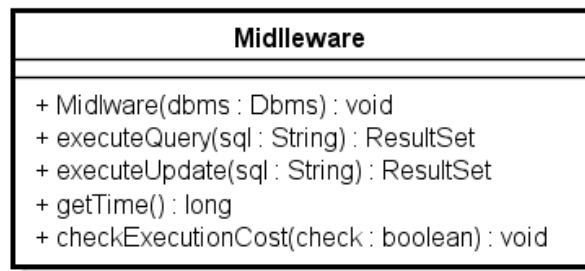 Midlleware
+ Midlware(dbms : Dbms) : void
+ executeQuery(sql : String) : ResultSet
+ executeUpdate(sql : String) : ResultSet
+ getTime() : long
+ checkExecutionCost(check : boolean) : void